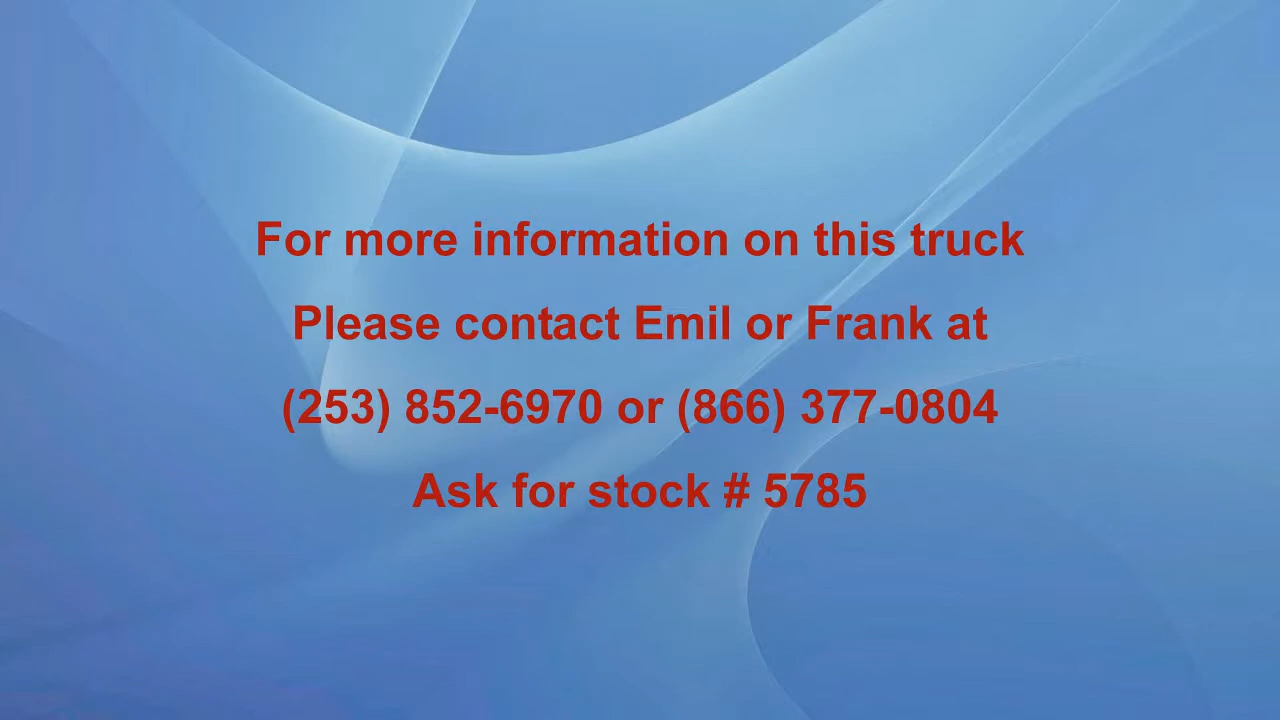 For more information on this truck
Please contact Emil or Frank at
(253) 852-6970 or (866) 377-0804
Ask for stock # 5785